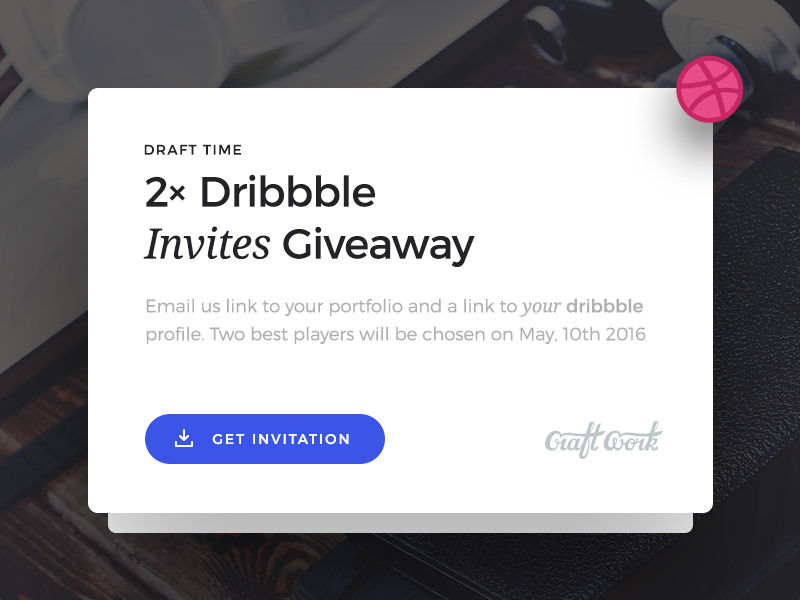 DRAFT TIME
2× Dribbble
Invites Giveaway
Email us link to your portfolio and a link to your dribbble
profile. Two best players will be chosen on May, 10th 2016
GET INVITATION
Craft Work